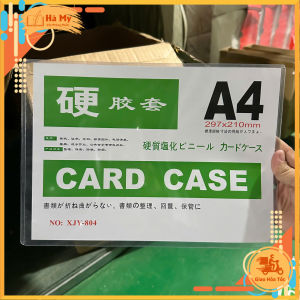 Hà My
硬 胶套
A4
297x210mm
硬質塩化ビニール カードケース
CARD CASE
書類が折ね曲がらない、書類の整理、回覧、保管に
NO: XJY-804
Giao Hỏa Tốc